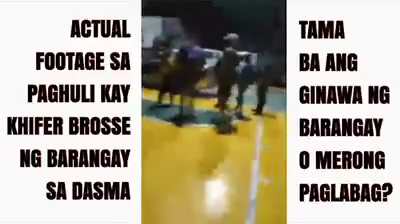 ACTUAL
FOOTAGE SA
PAGHULI KAY
KHIFER BROSSE
NG BARANGAY
SA DASMA
TAMA
BA ANG
GINAWA NG
BARANGAY
O MERONG
PAGLABAG?